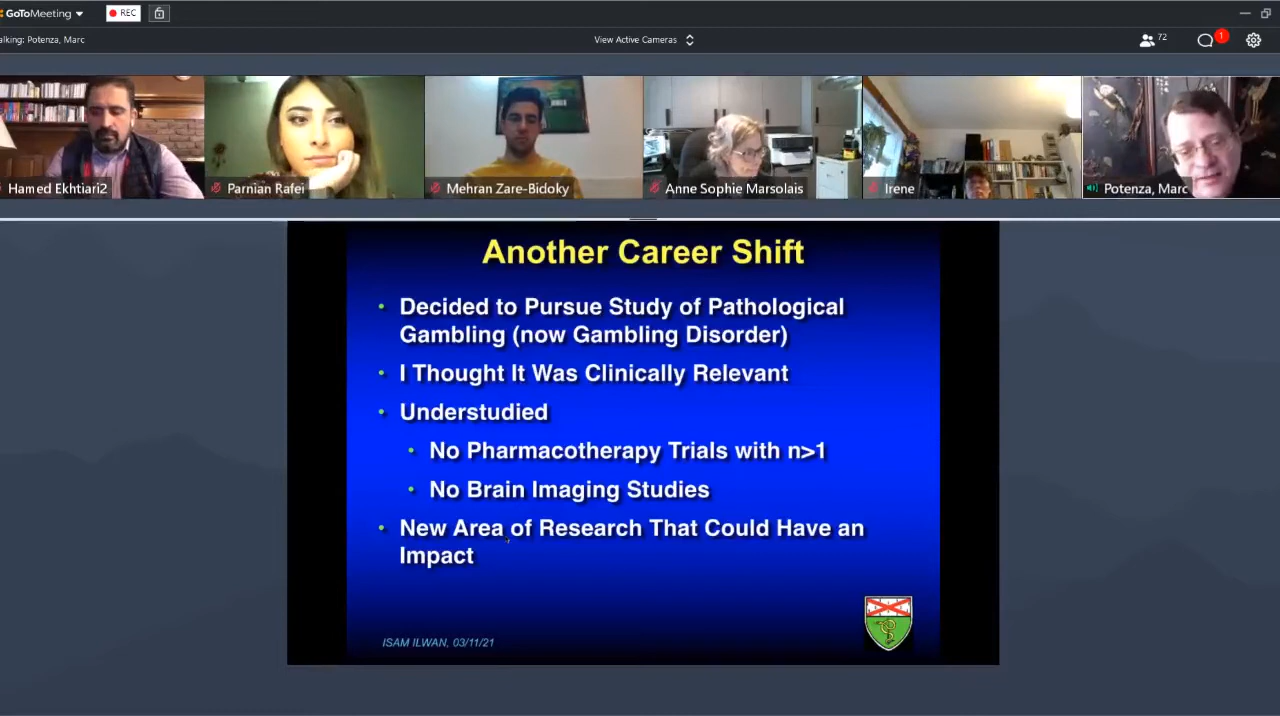 GoToMeeting
REC
alking: Potenza, Marc
View Active Cameras
72
1
Hamed Ekhtiari2
Parnian Rafei
Mehran Zare-Bidoky
Anne Sophie Marsolais
Irene
Potenza, Marc
Another Career Shift
• Decided to Pursue Study of Pathological
Gambling (now Gambling Disorder)
• I Thought It Was Clinically Relevant
• Understudied
• No Pharmacotherapy Trials with n>1
• No Brain Imaging Studies
• New Area of Research That Could Have an
Impact
ISAM ILWAN, 03/11/21